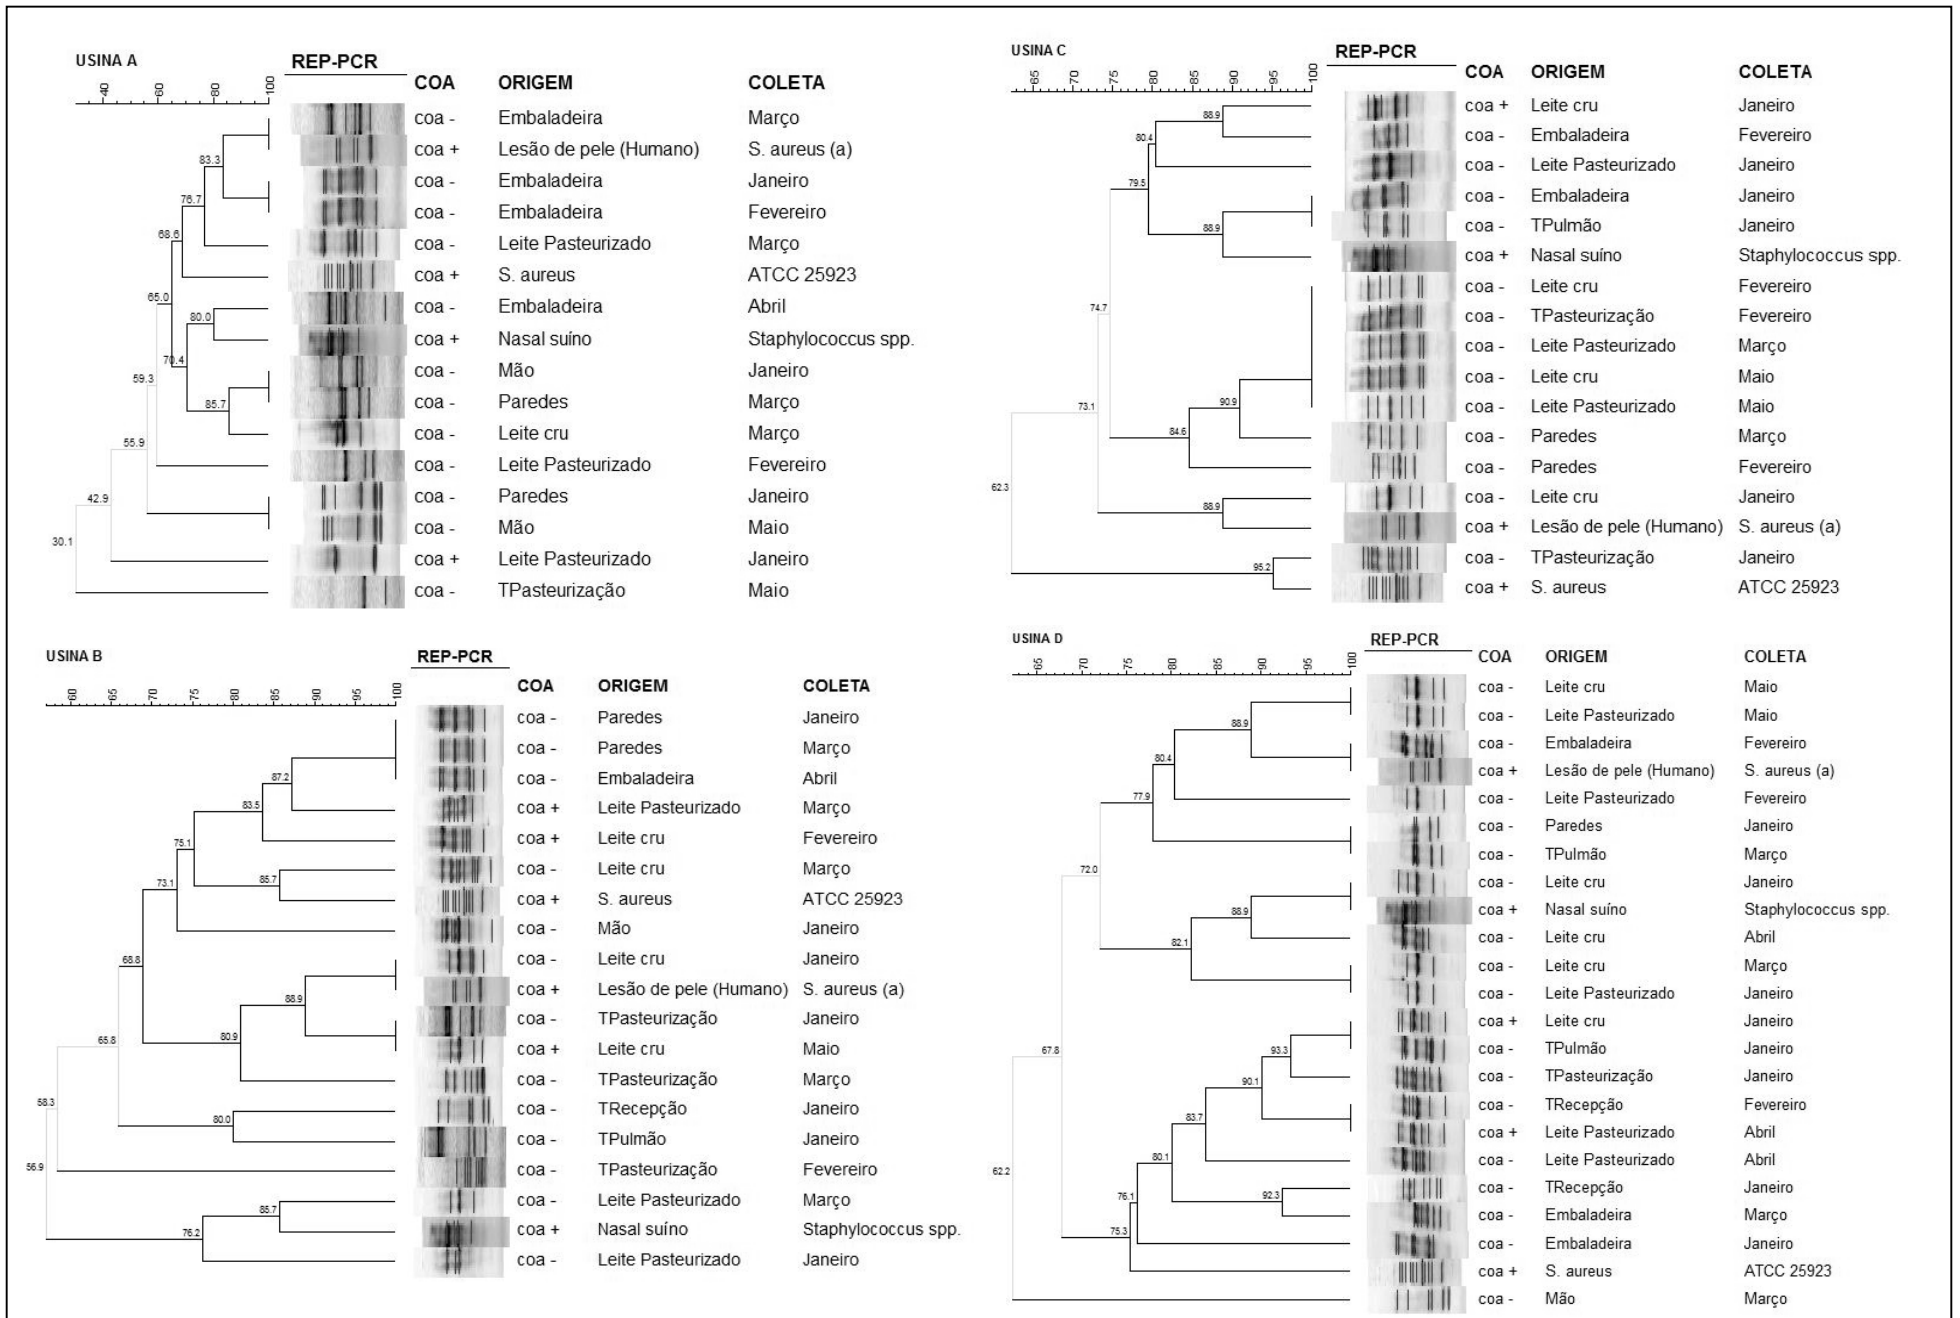 USINA A
REP-PCR
40 60 80 100
COA ORIGEM COLETA
coa - Embaladeira Março
coa + Lesão de pele (Humano) S. aureus (a)
coa - Embaladeira Janeiro
coa - Embaladeira Fevereiro
coa - Leite Pasteurizado Março
coa + S. aureus ATCC 25923
coa - Embaladeira Abril
coa + Nasal suíno Staphylococcus spp.
coa - Mão Janeiro
coa - Paredes Março
coa - Leite cru Março
coa - Leite Pasteurizado Fevereiro
coa - Paredes Janeiro
coa - Mão Maio
coa + Leite Pasteurizado Janeiro
coa - TPasteurização Maio
83.3
76.7
68.6
65.0
80.0
70.4
59.3
85.7
55.9
42.9
30.1
USINA C
REP-PCR
65 70 75 80 85 90 95 100
COA ORIGEM COLETA
coa + Leite cru Janeiro
coa - Embaladeira Fevereiro
coa - Leite Pasteurizado Janeiro
coa - Embaladeira Janeiro
coa - TPulmão Janeiro
coa + Nasal suíno Staphylococcus spp.
coa - Leite cru Fevereiro
coa - TPasteurização Fevereiro
coa - Leite Pasteurizado Março
coa - Leite cru Maio
coa - Leite Pasteurizado Maio
coa - Paredes Março
coa - Paredes Fevereiro
coa - Leite cru Janeiro
coa + Lesão de pele (Humano) S. aureus (a)
coa - TPasteurização Janeiro
coa + S. aureus ATCC 25923
88.9
80.4
79.5
88.9
74.7
73.1
90.9
84.6
62.3
88.9
95.2
USINA B
REP-PCR
60 65 70 75 80 85 90 95 100
COA ORIGEM COLETA
coa - Paredes Janeiro
coa - Paredes Março
coa - Embaladeira Abril
coa + Leite Pasteurizado Março
coa + Leite cru Fevereiro
coa - Leite cru Março
coa + S. aureus ATCC 25923
coa - Mão Janeiro
coa - Leite cru Janeiro
coa + Lesão de pele (Humano) S. aureus (a)
coa - TPasteurização Janeiro
coa + Leite cru Maio
coa - TPasteurização Março
coa - TRecepção Janeiro
coa - TPulmão Janeiro
coa - TPasteurização Fevereiro
coa - Leite Pasteurizado Março
coa + Nasal suíno Staphylococcus spp.
coa - Leite Pasteurizado Janeiro
87.2
83.5
75.1
85.7
73.1
68.8
88.9
80.9
65.8
58.3
80.0
56.9
85.7
76.2
USINA D
REP-PCR
65 70 75 80 85 90 95 100
COA ORIGEM COLETA
coa - Leite cru Maio
coa - Leite Pasteurizado Maio
coa - Embaladeira Fevereiro
coa + Lesão de pele (Humano) S. aureus (a)
coa - Leite Pasteurizado Fevereiro
coa - Paredes Janeiro
coa - TPulmão Março
coa - Leite cru Janeiro
coa + Nasal suíno Staphylococcus spp.
coa - Leite cru Abril
coa - Leite cru Março
coa - Leite Pasteurizado Janeiro
coa + Leite cru Janeiro
coa - TPulmão Janeiro
coa - TPasteurização Janeiro
coa - TRecepção Fevereiro
coa + Leite Pasteurizado Abril
coa - Leite Pasteurizado Abril
coa - TRecepção Janeiro
coa - Embaladeira Março
coa - Embaladeira Janeiro
coa + S. aureus ATCC 25923
coa - Mão Março
88.9
80.4
77.9
72.0
88.9
82.1
67.8
93.3
90.1
83.7
80.1
62.2
76.1
92.3
75.3